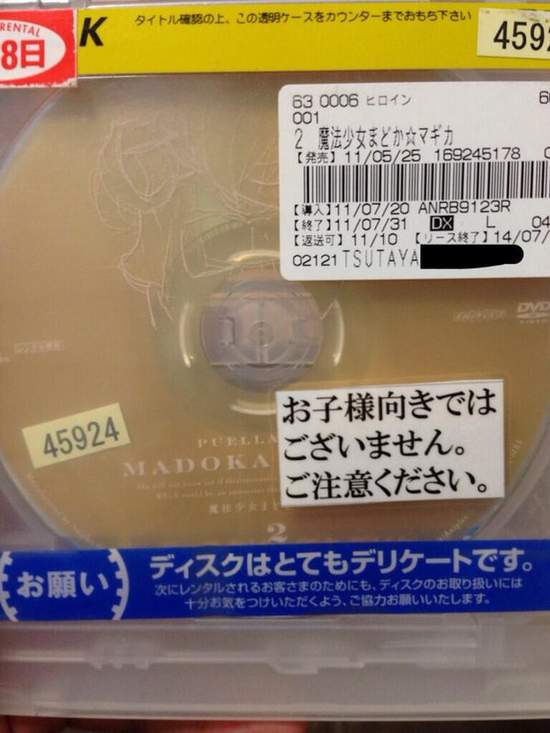 RENTAL
8日
K
タイトル確認の上、この透明ケースをカウンターまでおもち下さい
4592
63 0006 ヒロイン
001
2 魔法少女まどか☆マギカ
【発売】11/05/25 169245178
【導入】11/07/20 ANRB9123R
【終了】11/07/31 DX L 04
【返送可】11/10 【リース終了】14/07/
02121 TSUTAYA
DVD
45924
お子様向きでは
ございません。
ご注意ください。
PUELLA
MADOKA
魔法少女ま
2
お願い
ディスクはとてもデリケートです。
次にレンタルされるお客さまのためにも、ディスクのお取り扱いには
十分お気をつけいただくよう、ご協力お願いいたします。